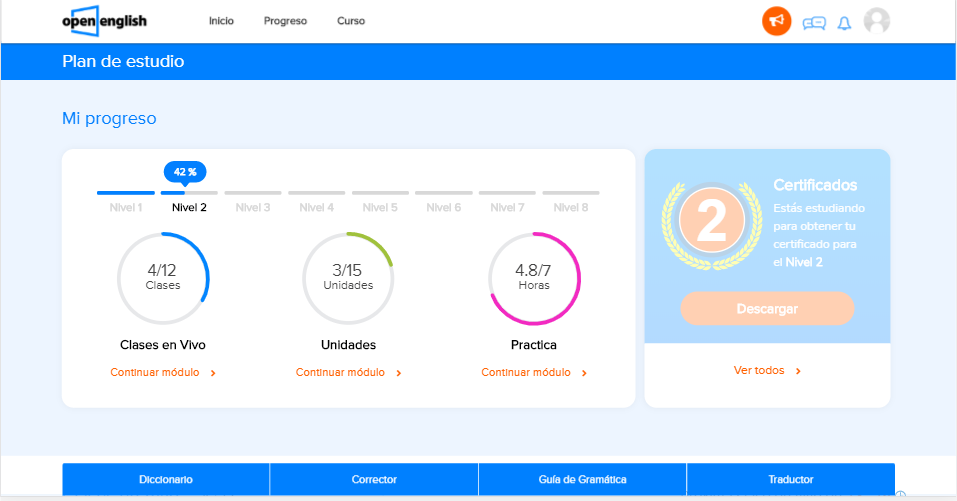 open english
Inicio Progreso Curso
Plan de estudio
Mi progreso
42 %
Nivel 1 Nivel 2 Nivel 3 Nivel 4 Nivel 5 Nivel 6 Nivel 7 Nivel 8
4/12
Clases
Clases en Vivo
Continuar módulo >
3/15
Unidades
Unidades
Continuar módulo >
4.8/7
Horas
Practica
Continuar módulo >
2
Certificados
Estás estudiando
para obtener tu
certificado para
el Nivel 2
Descargar
Ver todos >
Diccionario Corrector Guía de Gramática Traductor